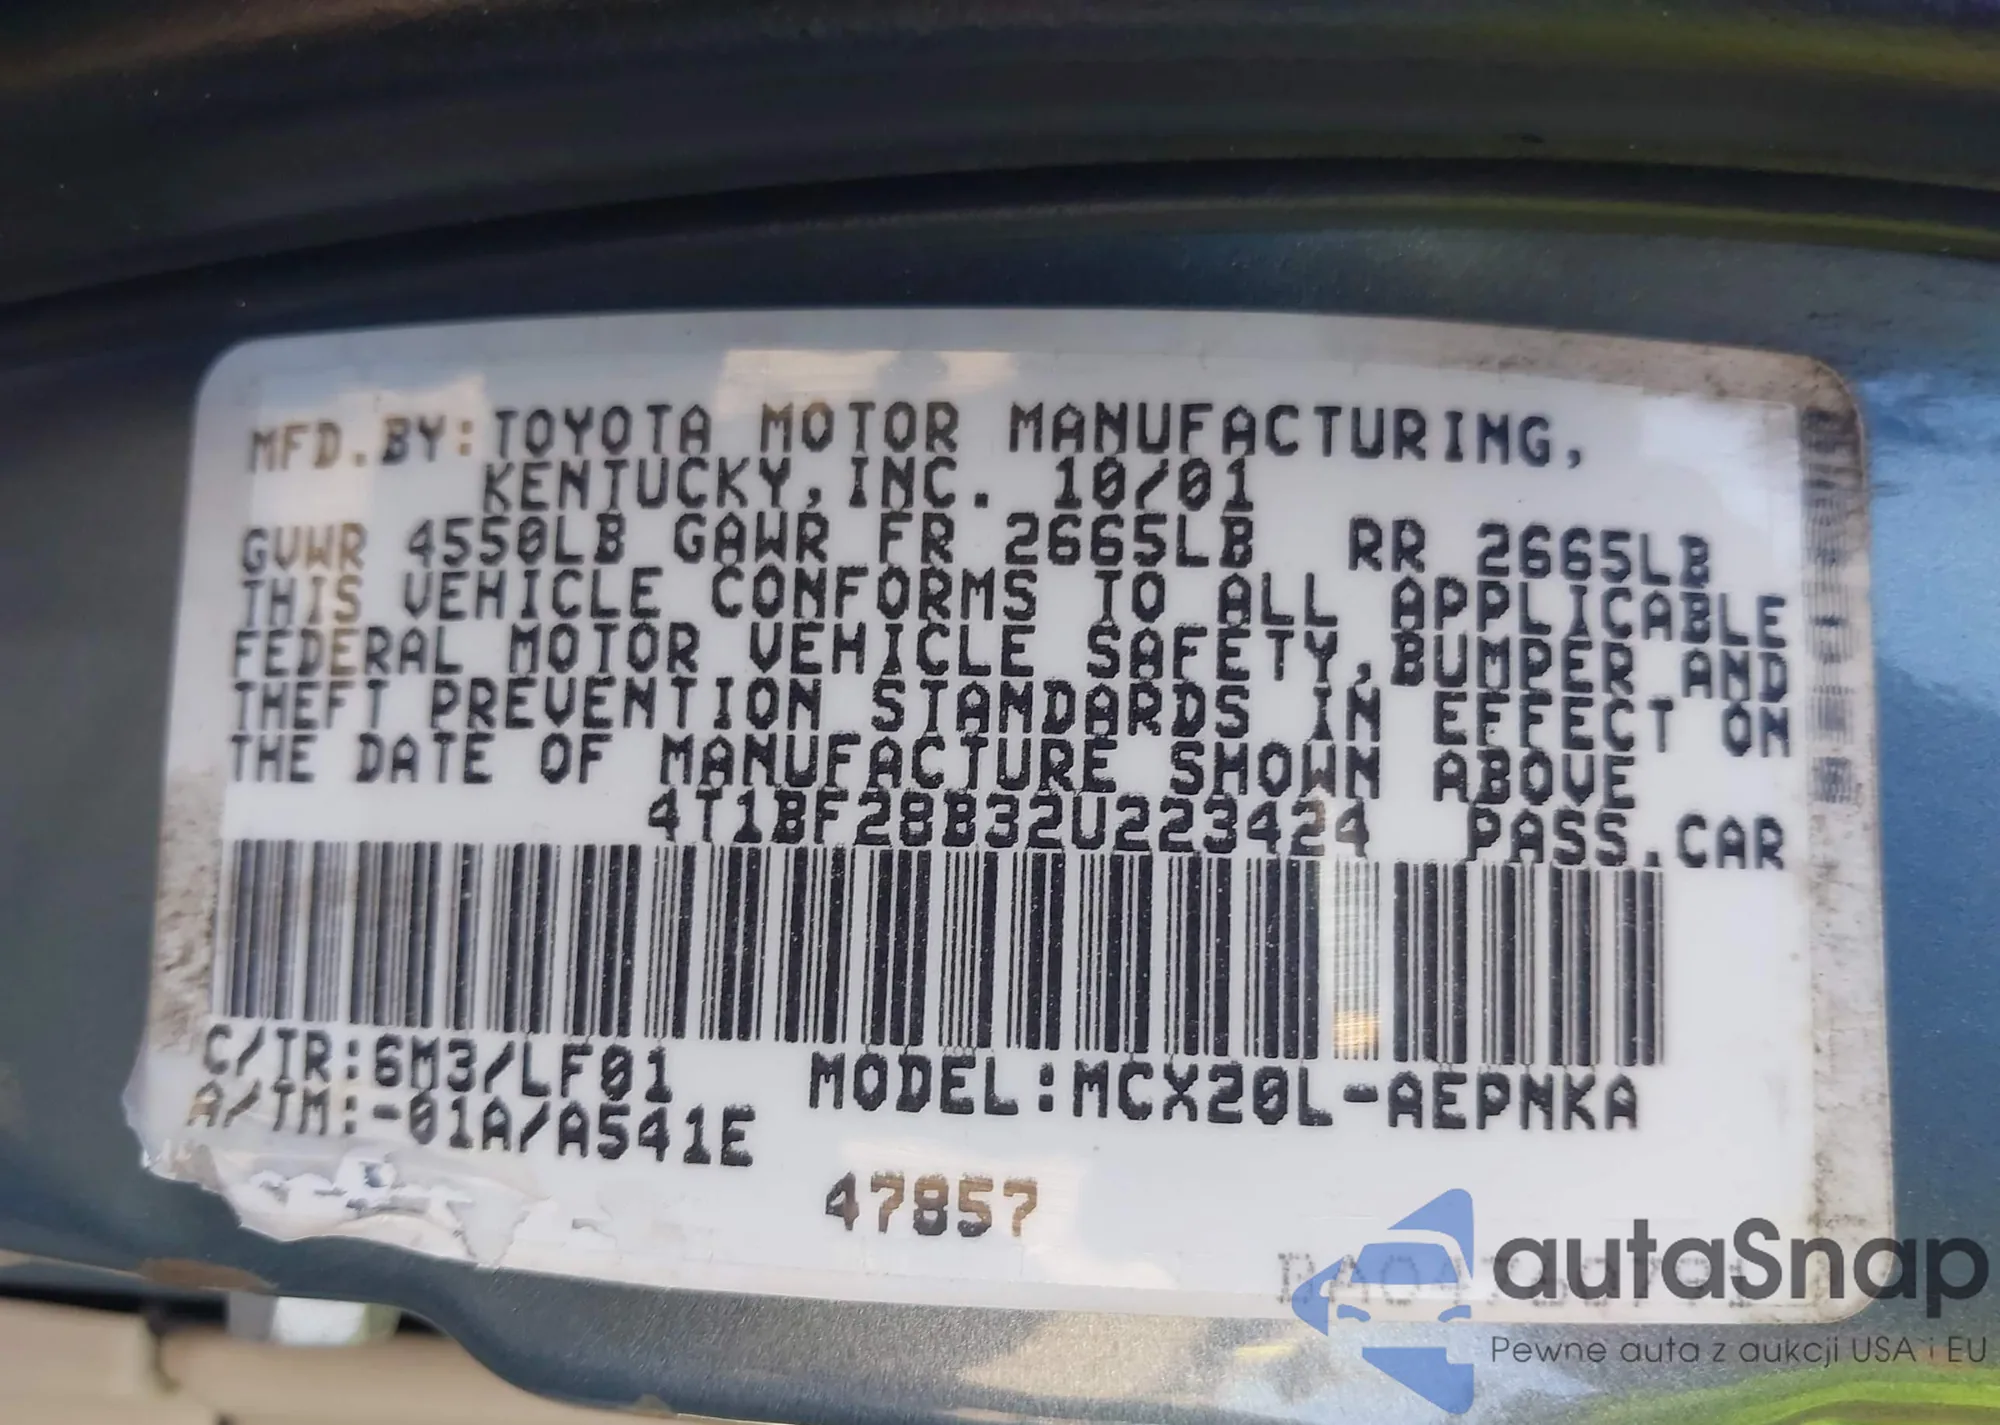 MFD.BY:TOYOTA MOTOR MANUFACTURING,
KENTUCKY,INC. 10/01
GVWR 4550LB GAWR FR 2665LB RR 2665LB
THIS VEHICLE CONFORMS TO ALL APPLICABLE
FEDERAL MOTOR VEHICLE SAFETY,BUMPER AND
THEFT PREVENTION STANDARDS IN EFFECT ON
THE DATE OF MANUFACTURE SHOWN ABOVE
4T1BF28B32U223424 PASS.CAR
C/TR:6M3/LF01
A/TM:-01A/A541E
MODEL:MCX20L-AEPNKA
47857
autaSnap
Pewne auta z aukcji USA i EU